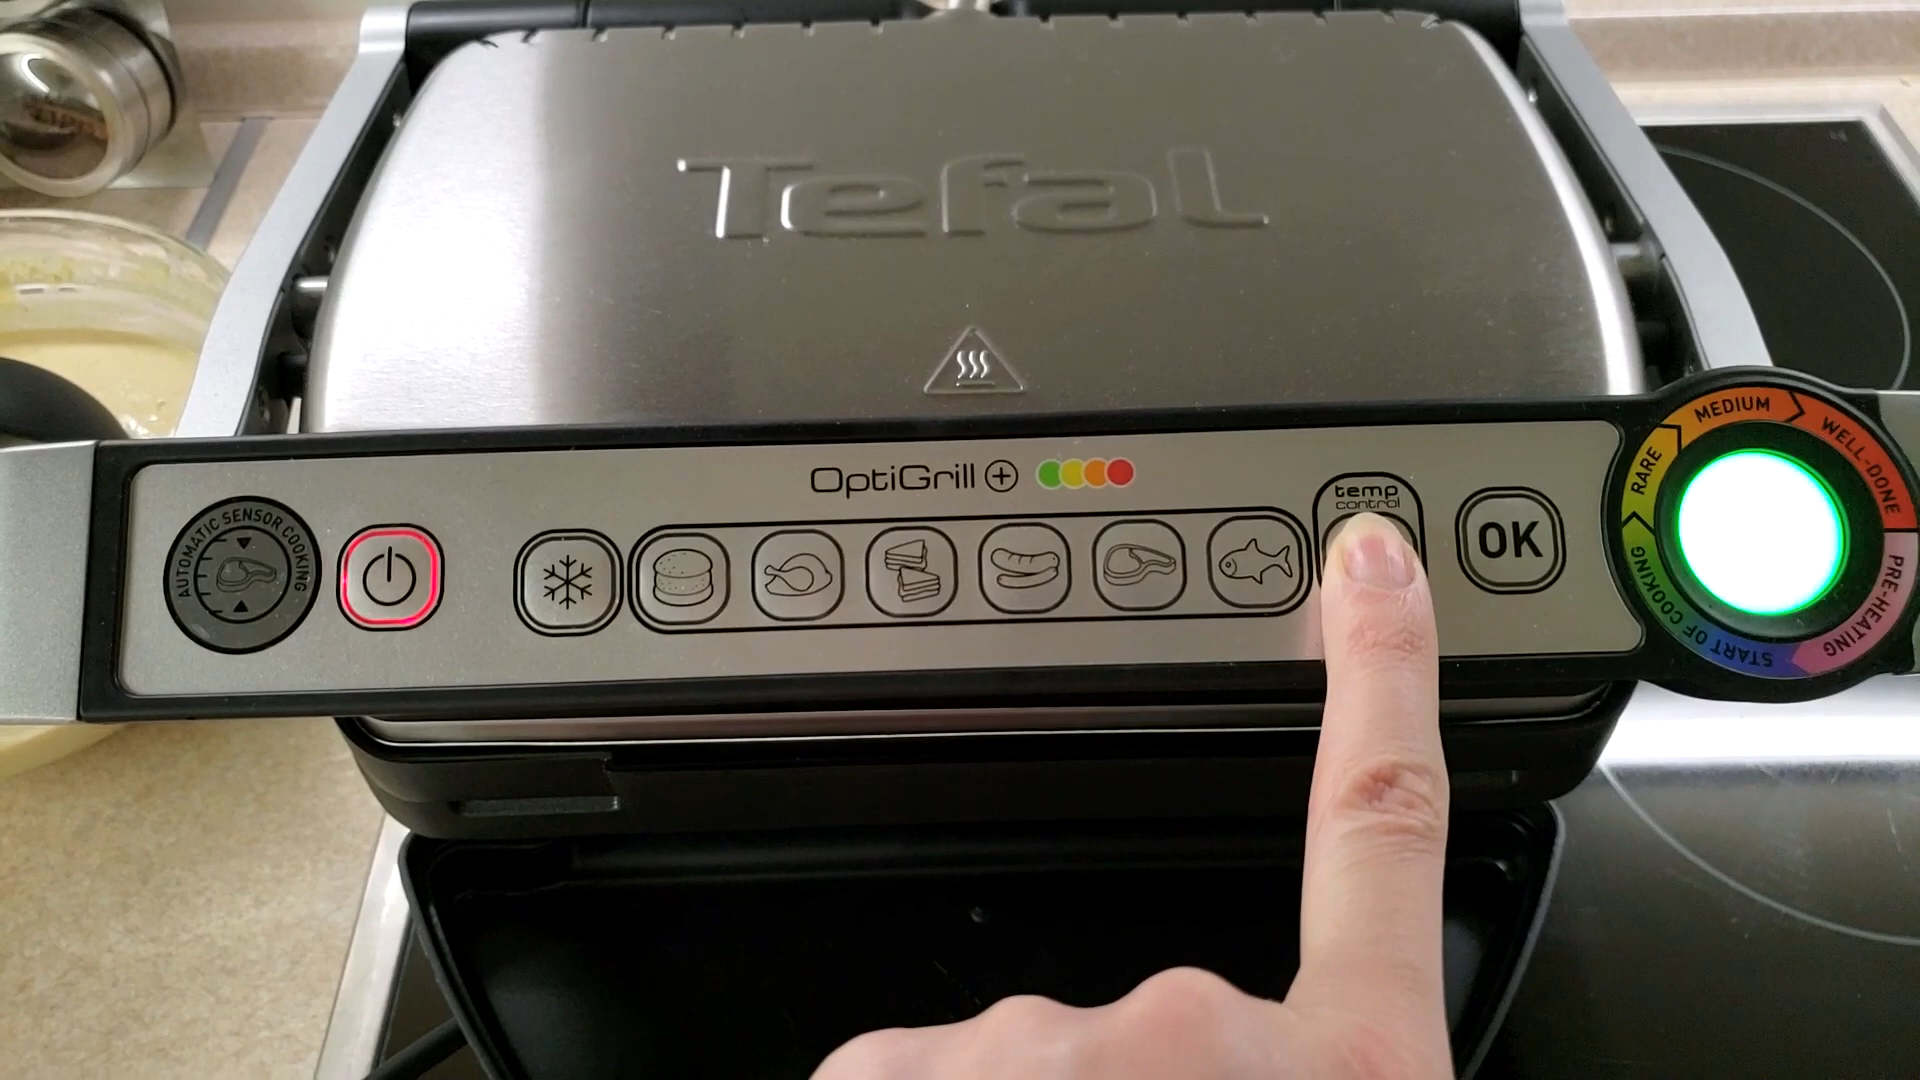 Tefal
OptiGrill +
AUTOMATIC SENSOR COOKING
temp
control
OK
RARE
MEDIUM
WELL-DONE
PRE-HEATING
START OF COOKING